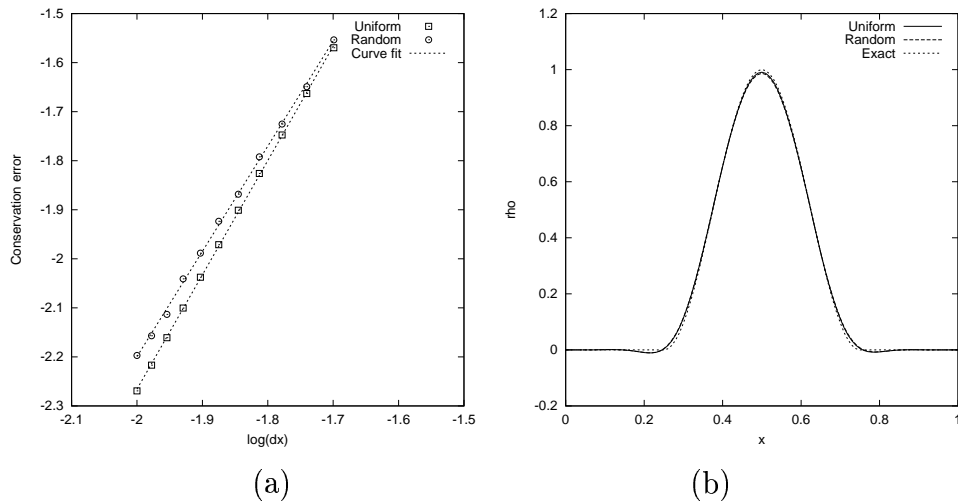 -1.5
-1.6
-1.7
-1.8
-1.9
-2
-2.1
-2.2
-2.3
-2.1
-2
-1.9
-1.8
-1.7
-1.6
-1.5
Conservation error
log(dx)
Uniform
Random
Curve fit
(a)
1.2
1
0.8
0.6
0.4
0.2
0
-0.2
0
0.2
0.4
0.6
0.8
1
rho
x
Uniform
Random
Exact
(b)